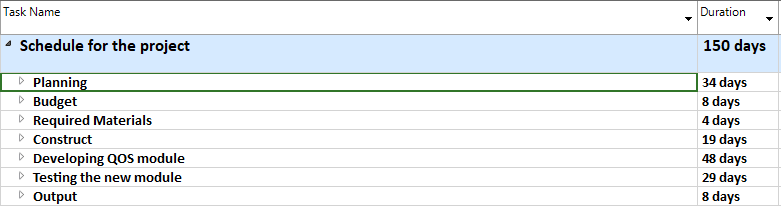 Task Name Duration
Schedule for the project 150 days
Planning 34 days
Budget 8 days
Required Materials 4 days
Construct 19 days
Developing QOS module 48 days
Testing the new module 29 days
Output 8 days